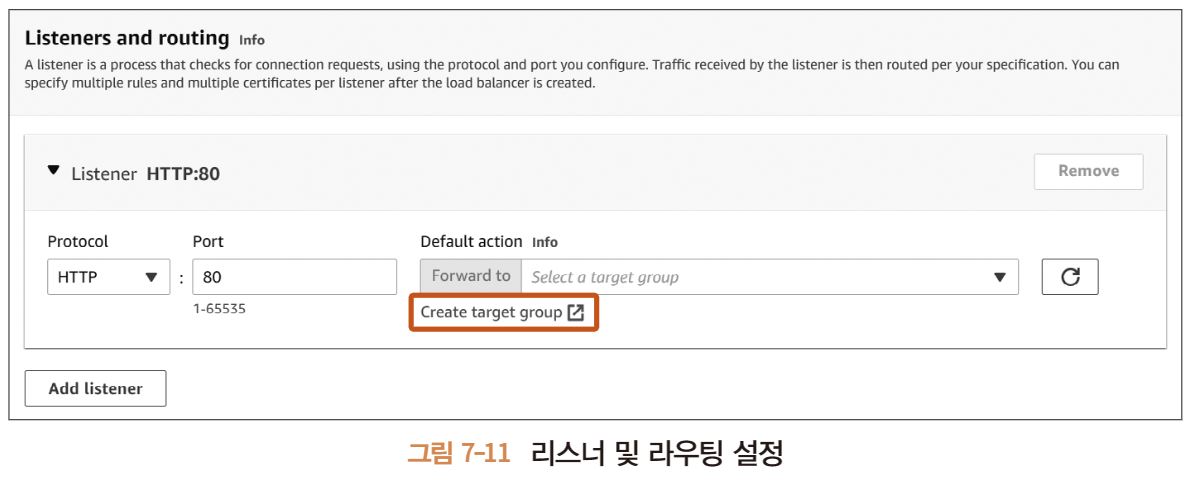 Listeners and routing Info
A listener is a process that checks for connection requests, using the protocol and port you configure. Traffic received by the listener is then routed per your specification. You can
specify multiple rules and multiple certificates per listener after the load balancer is created.
Listener HTTP:80
Remove
Protocol
Port
Default action Info
HTTP
:
80
Forward to
Select a target group
1-65535
Create target group
Add listener
그림 7-11 리스너 및 라우팅 설정